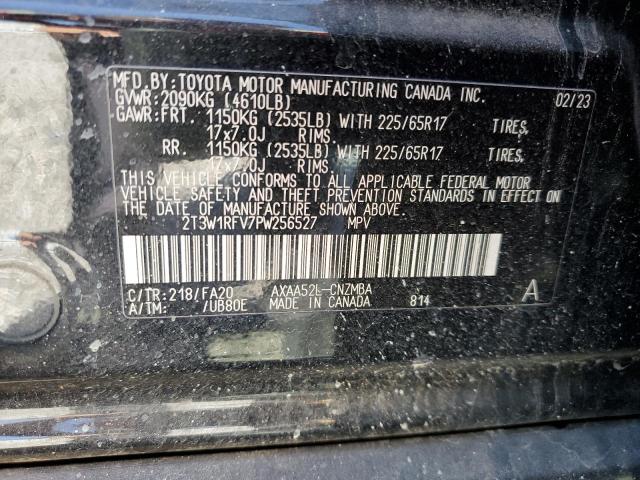 MFD.BY:TOYOTA MOTOR MANUFACTURING CANADA INC.
GVWR:2090KG (4610LB) 02/23
GAWR:FRT. 1150KG (2535LB) WITH 225/65R17 TIRES,
17x7.0J RIMS.
RR. 1150KG (2535LB) WITH 225/65R17 TIRES,
17x7.0J RIMS.
THIS VEHICLE CONFORMS TO ALL APPLICABLE FEDERAL MOTOR
VEHICLE SAFETY AND THEFT PREVENTION STANDARDS IN EFFECT ON
THE DATE OF MANUFACTURE SHOWN ABOVE.
2T3W1RFV7PW256527 MPV
C/TR:218/FA20 AXAA52L-CNZMBA A
A/TM: /UB80E MADE IN CANADA 814